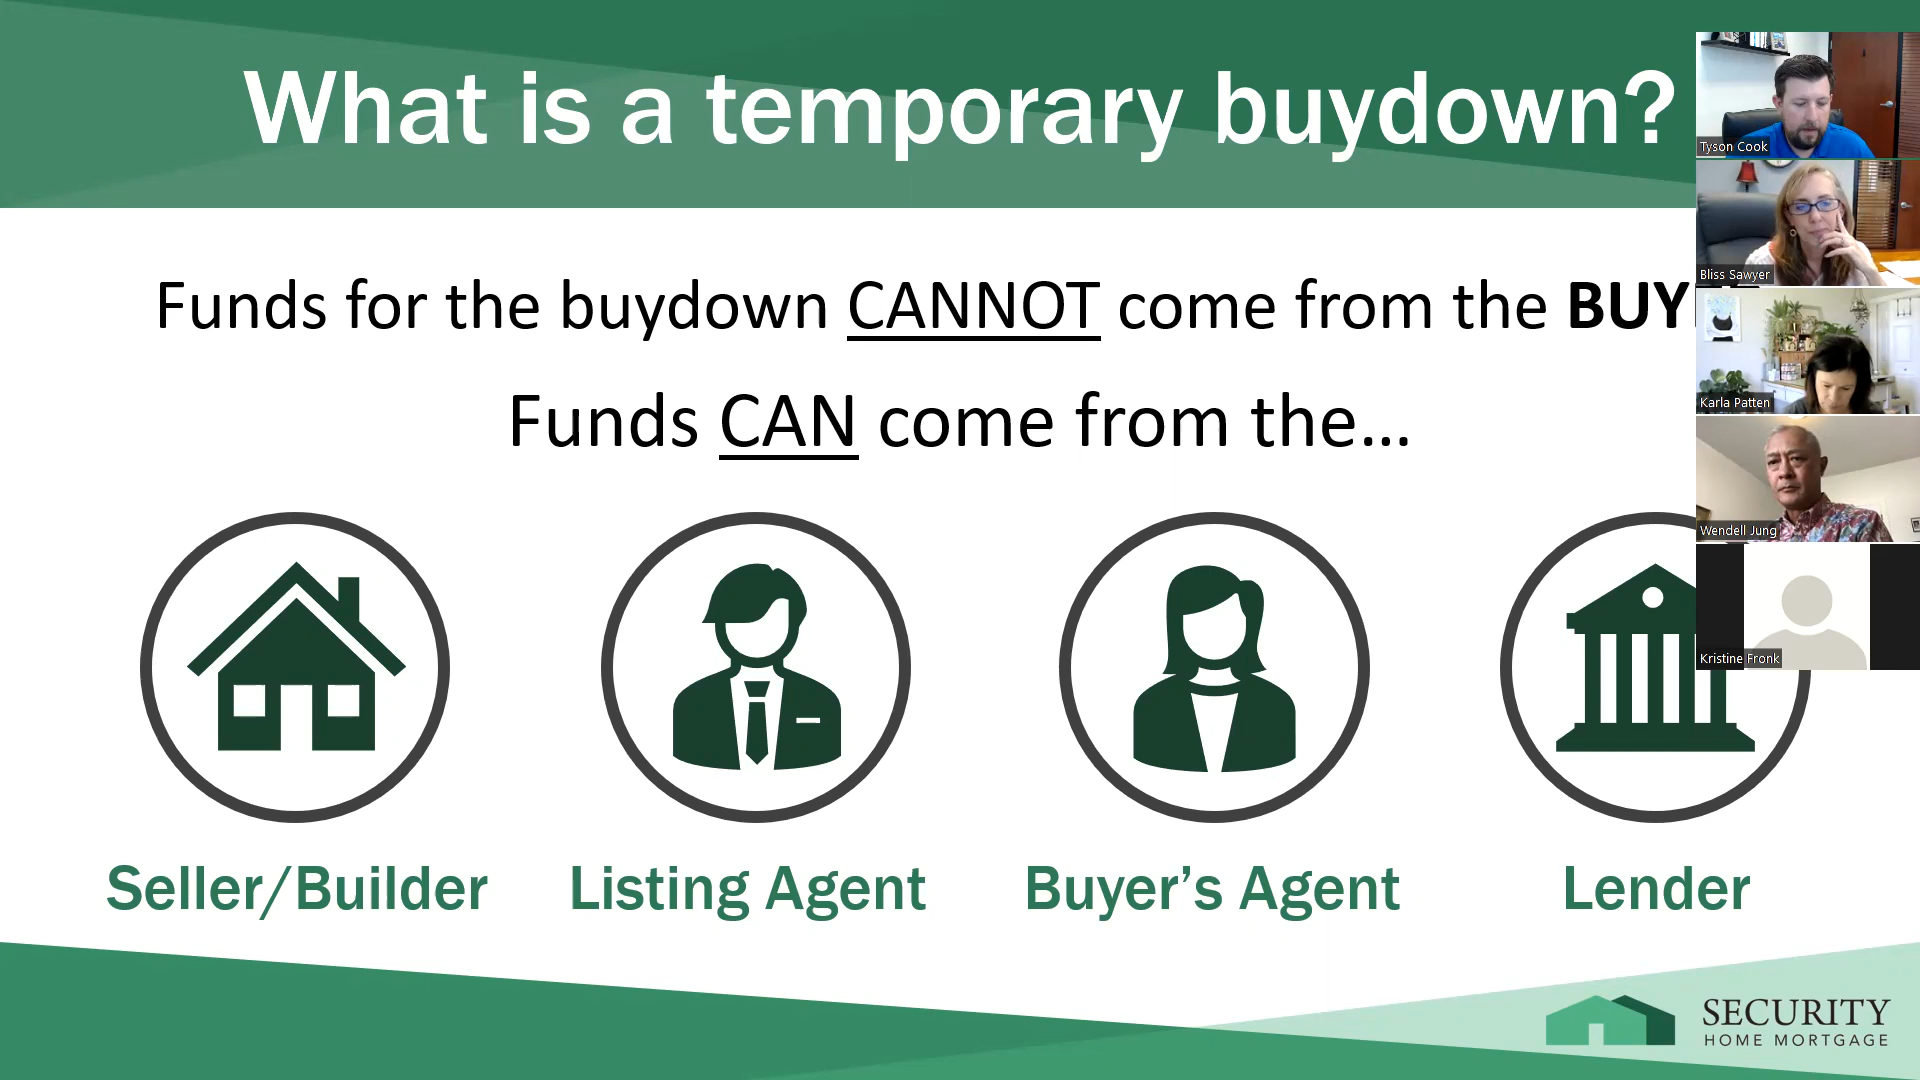 What is a temporary buydown?
Funds for the buydown CANNOT come from the BUY
Funds CAN come from the...
Seller/Builder
Listing Agent
Buyer's Agent
Lender
SECURITY
HOME MORTGAGE
Tyson Cook
Bliss Sawyer
Karla Patten
Wendell Jung
Kristine Fronk